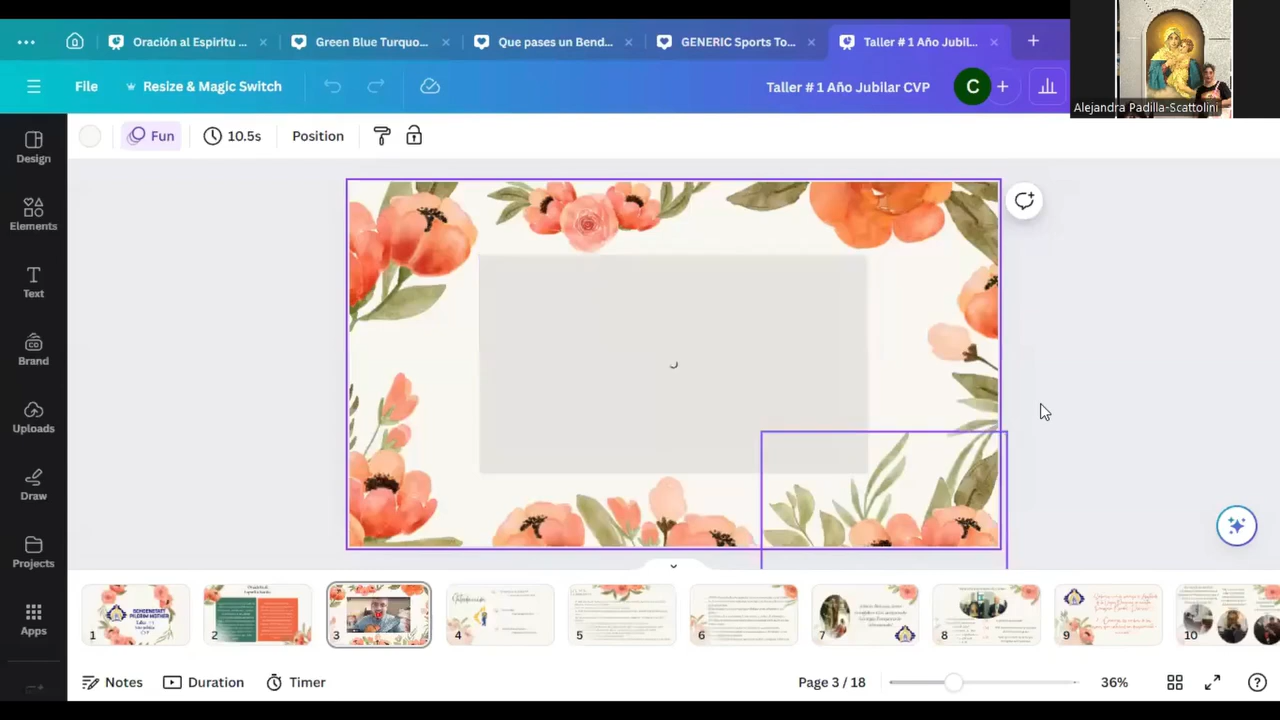 Oración al Espiritu ...
Green Blue Turquo...
Que pases un Bend...
GENERIC Sports To...
Taller # 1 Año Jubil...
File
Resize & Magic Switch
Taller # 1 Año Jubilar CVP
C
Alejandra Padilla-Scattolini
Design
Fun
10.5s
Position
Elements
Text
Brand
Uploads
Draw
Projects
Apps
SCHOENSTATT
PILGRIM MOTHER
1
2
3
4
5
6
7
8
9
10
Notes
Duration
Timer
Page 3 / 18
36%